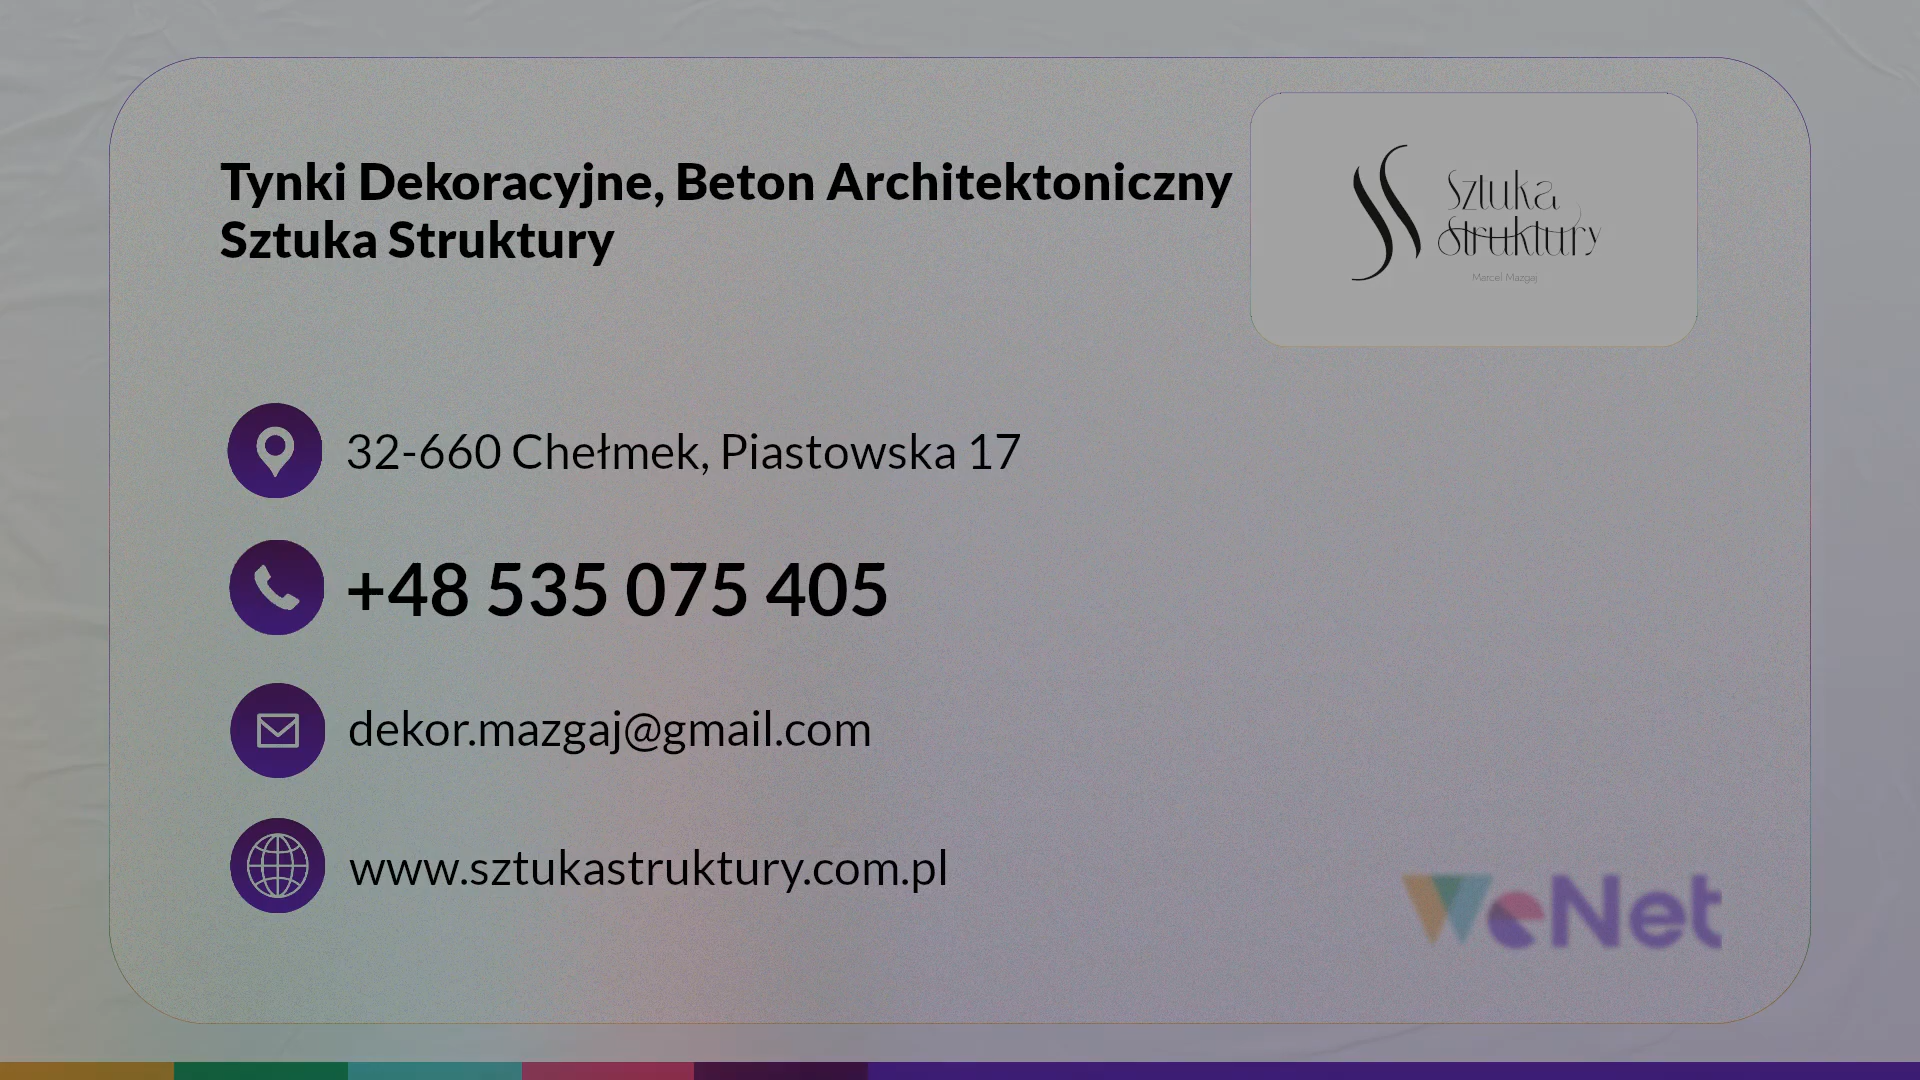 Tynki Dekoracyjne, Beton Architektoniczny
Sztuka Struktury
Sztuka
Struktury
Marcel Mazgaj
32-660 Chełmek, Piastowska 17
+48 535 075 405
dekor.mazgaj@gmail.com
www.sztukastruktury.com.pl
WeNet